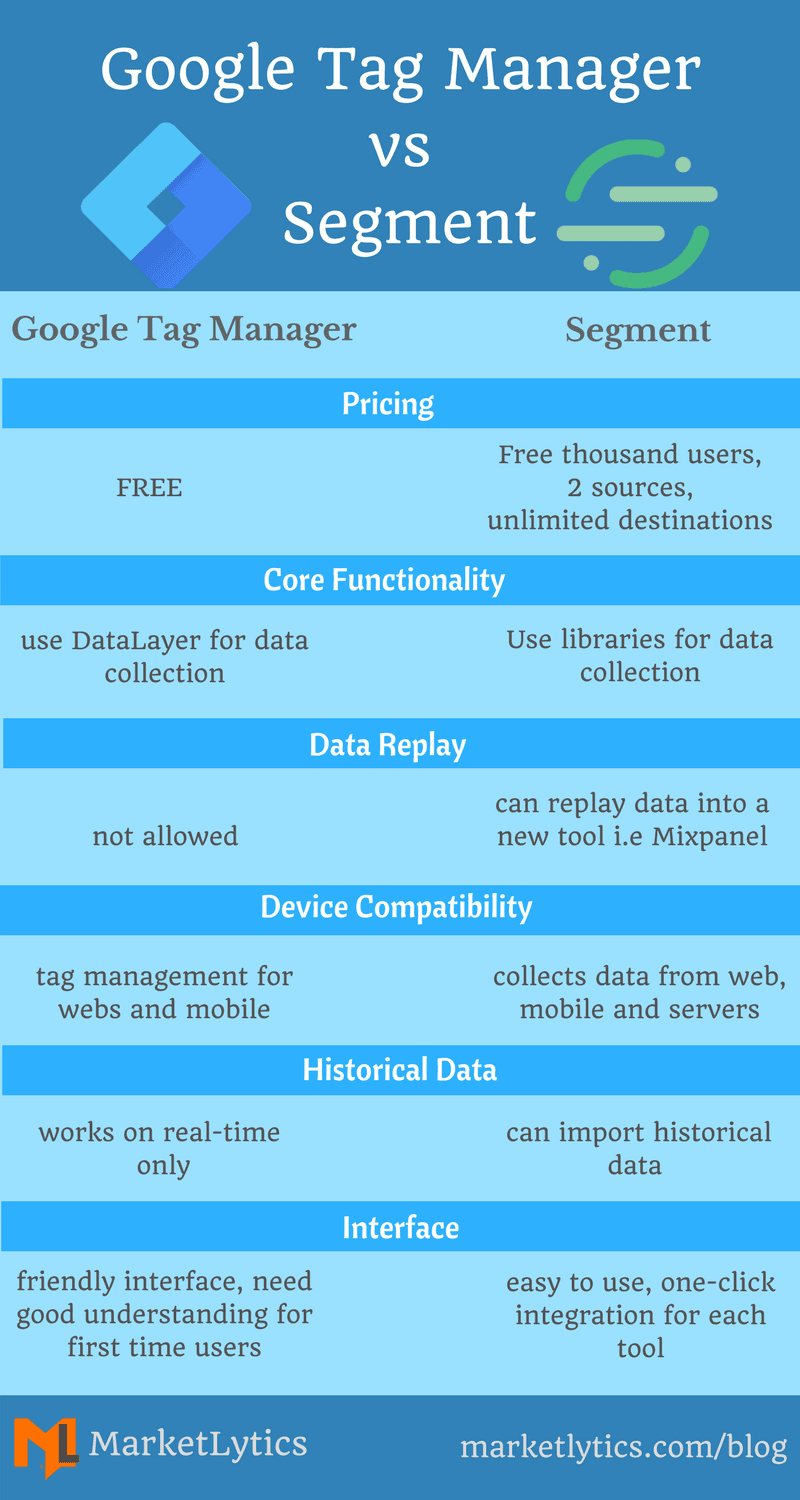 Google Tag Manager
vs
Segment
Google Tag Manager
Segment
Pricing
FREE
Free thousand users,
2 sources,
unlimited destinations
Core Functionality
use DataLayer for data
collection
Use libraries for data
collection
Data Replay
not allowed
can replay data into a
new tool i.e Mixpanel
Device Compatibility
tag management for
webs and mobile
collects data from web,
mobile and servers
Historical Data
works on real-time
only
can import historical
data
Interface
friendly interface, need
good understanding for
first time users
easy to use, one-click
integration for each
tool
ML MarketLytics
marketlytics.com/blog